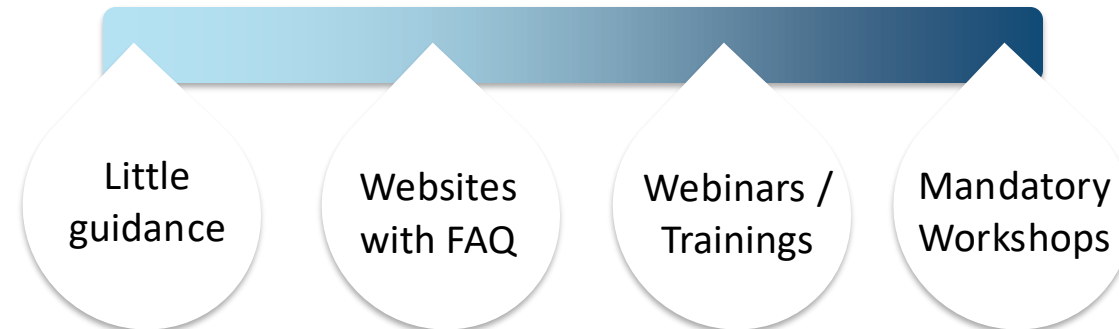 Little
guidance
Websites
with FAQ
Webinars /
Trainings
Mandatory
Workshops